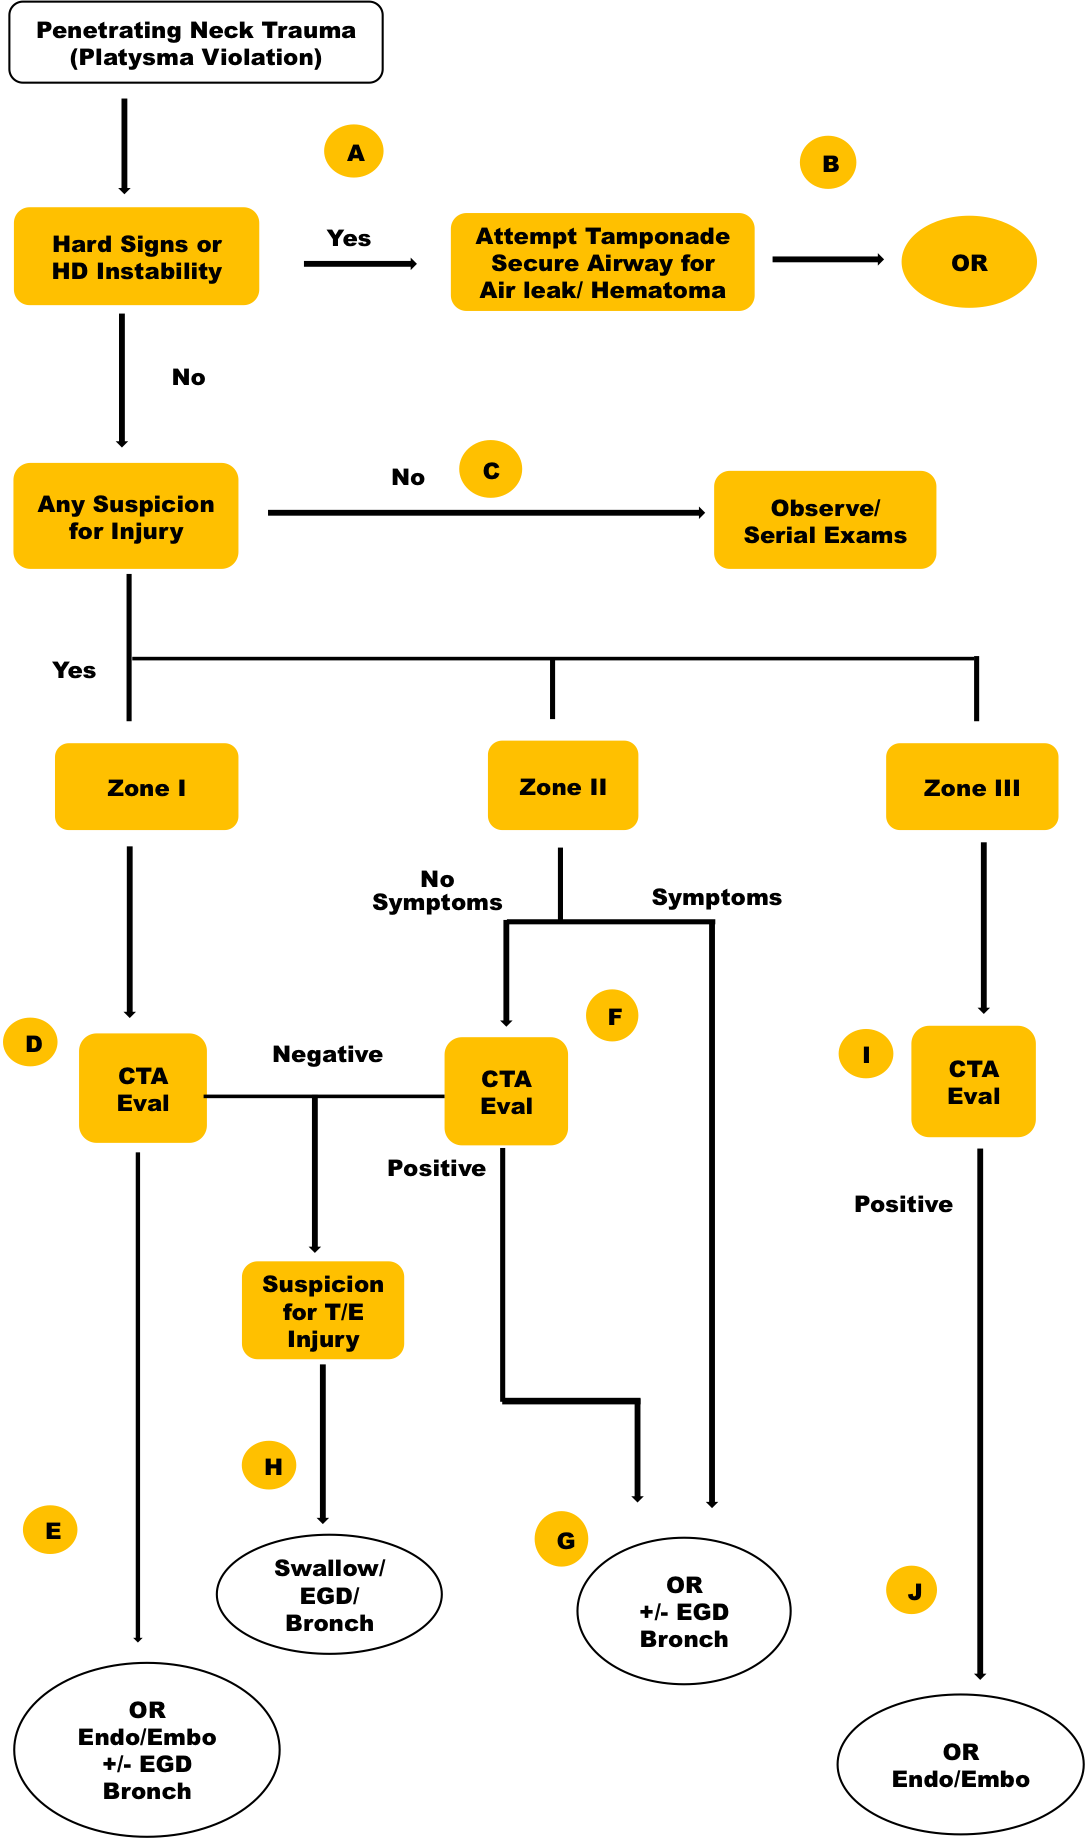 Penetrating Neck Trauma
(Platysma Violation)
A
B
Hard Signs or
HD Instability
Yes
Attempt Tamponade
Secure Airway for
Air leak/ Hematoma
OR
No
Any Suspicion
for Injury
No
C
Observe/
Serial Exams
Yes
Zone I
Zone II
Zone III
No
Symptoms
Symptoms
D
CTA
Eval
Negative
F
CTA
Eval
I
CTA
Eval
Positive
Positive
Suspicion
for T/E
Injury
H
E
G
J
Swallow/
EGD/
Bronch
OR
+/- EGD
Bronch
OR
Endo/Embo
+/- EGD
Bronch
OR
Endo/Embo